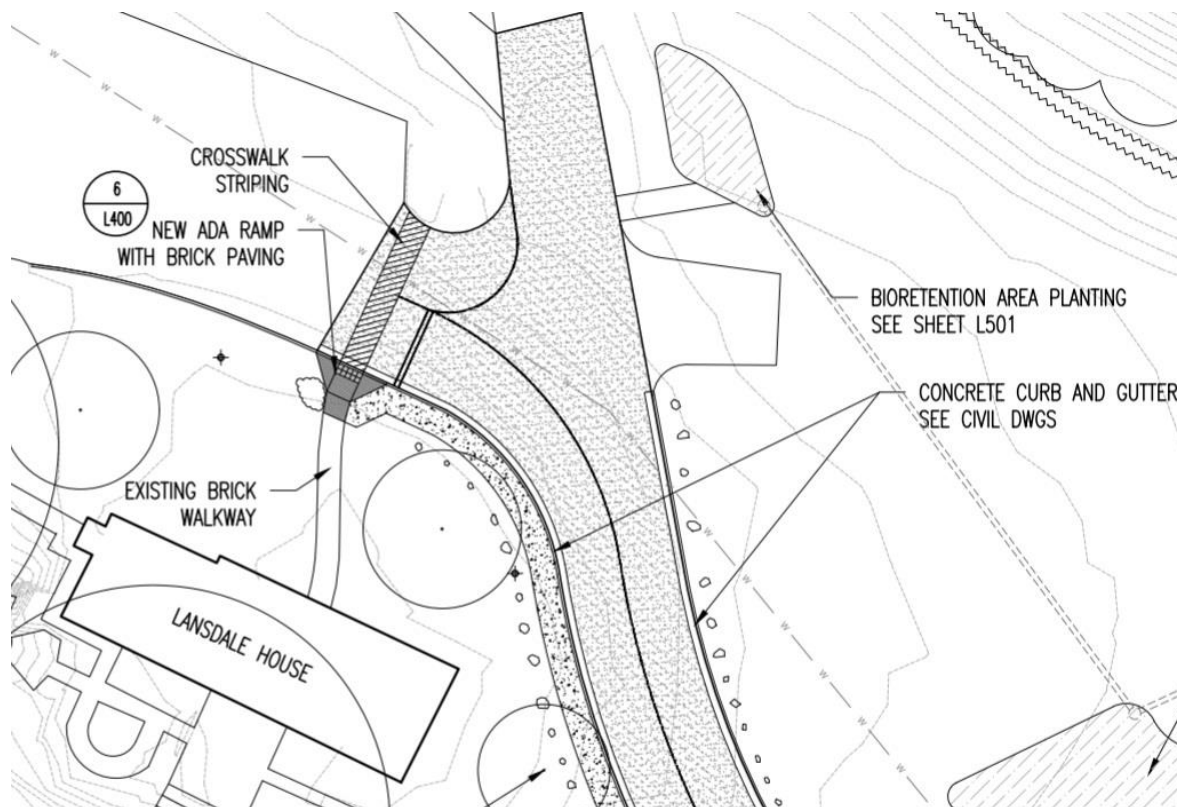 CROSSWALK
STRIPING
6
L400
NEW ADA RAMP
WITH BRICK PAVING
BIORETENTION AREA PLANTING
SEE SHEET L501
CONCRETE CURB AND GUTTER
SEE CIVIL DWGS
EXISTING BRICK
WALKWAY
LANSDALE HOUSE
W
W
W
W
W
W
W
W